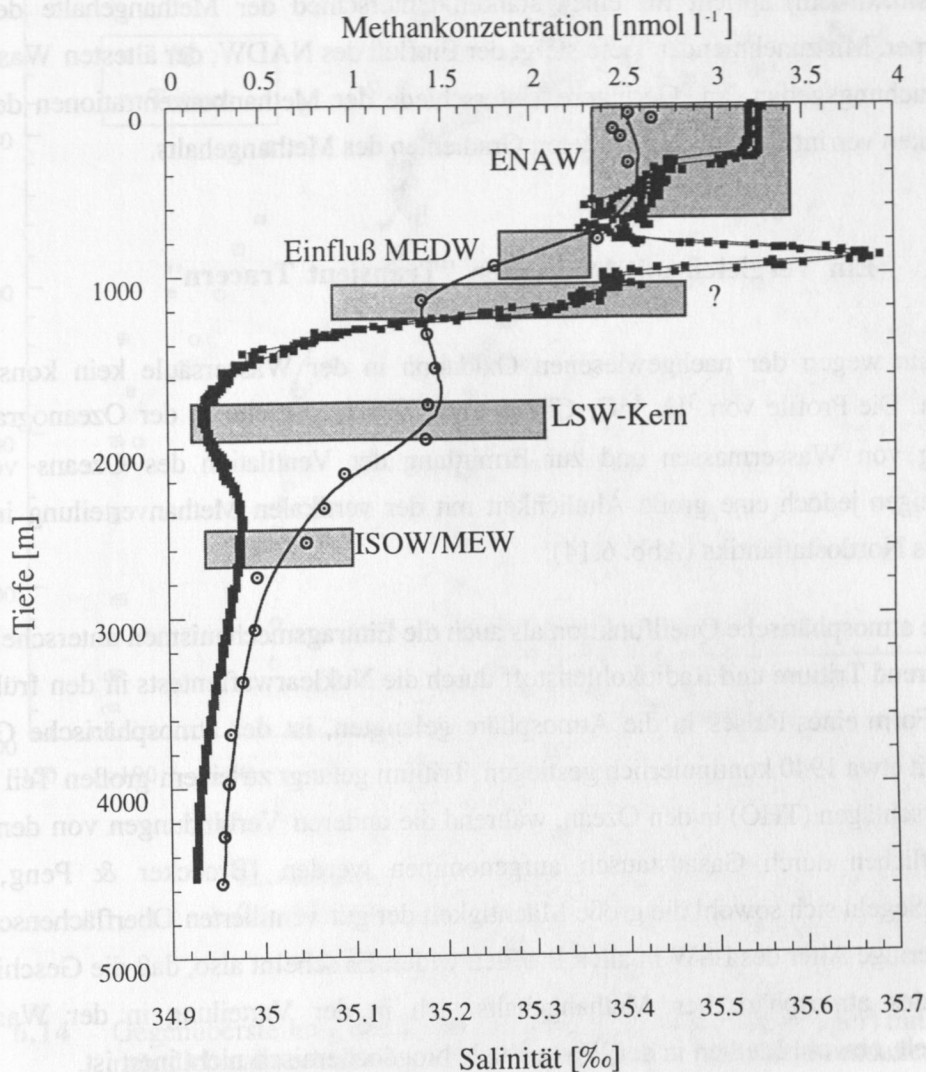 Methankonzentration [nmol l⁻¹]
0 0.5 1 1.5 2 2.5 3 3.5 4
0
ENAW
Einfluß MEDW
1000
?
LSW-Kern
2000
ISOW/MEW
Tiefe [m]
3000
4000
5000
34.9 35 35.1 35.2 35.3 35.4 35.5 35.6 35.7
Salinität [‰]